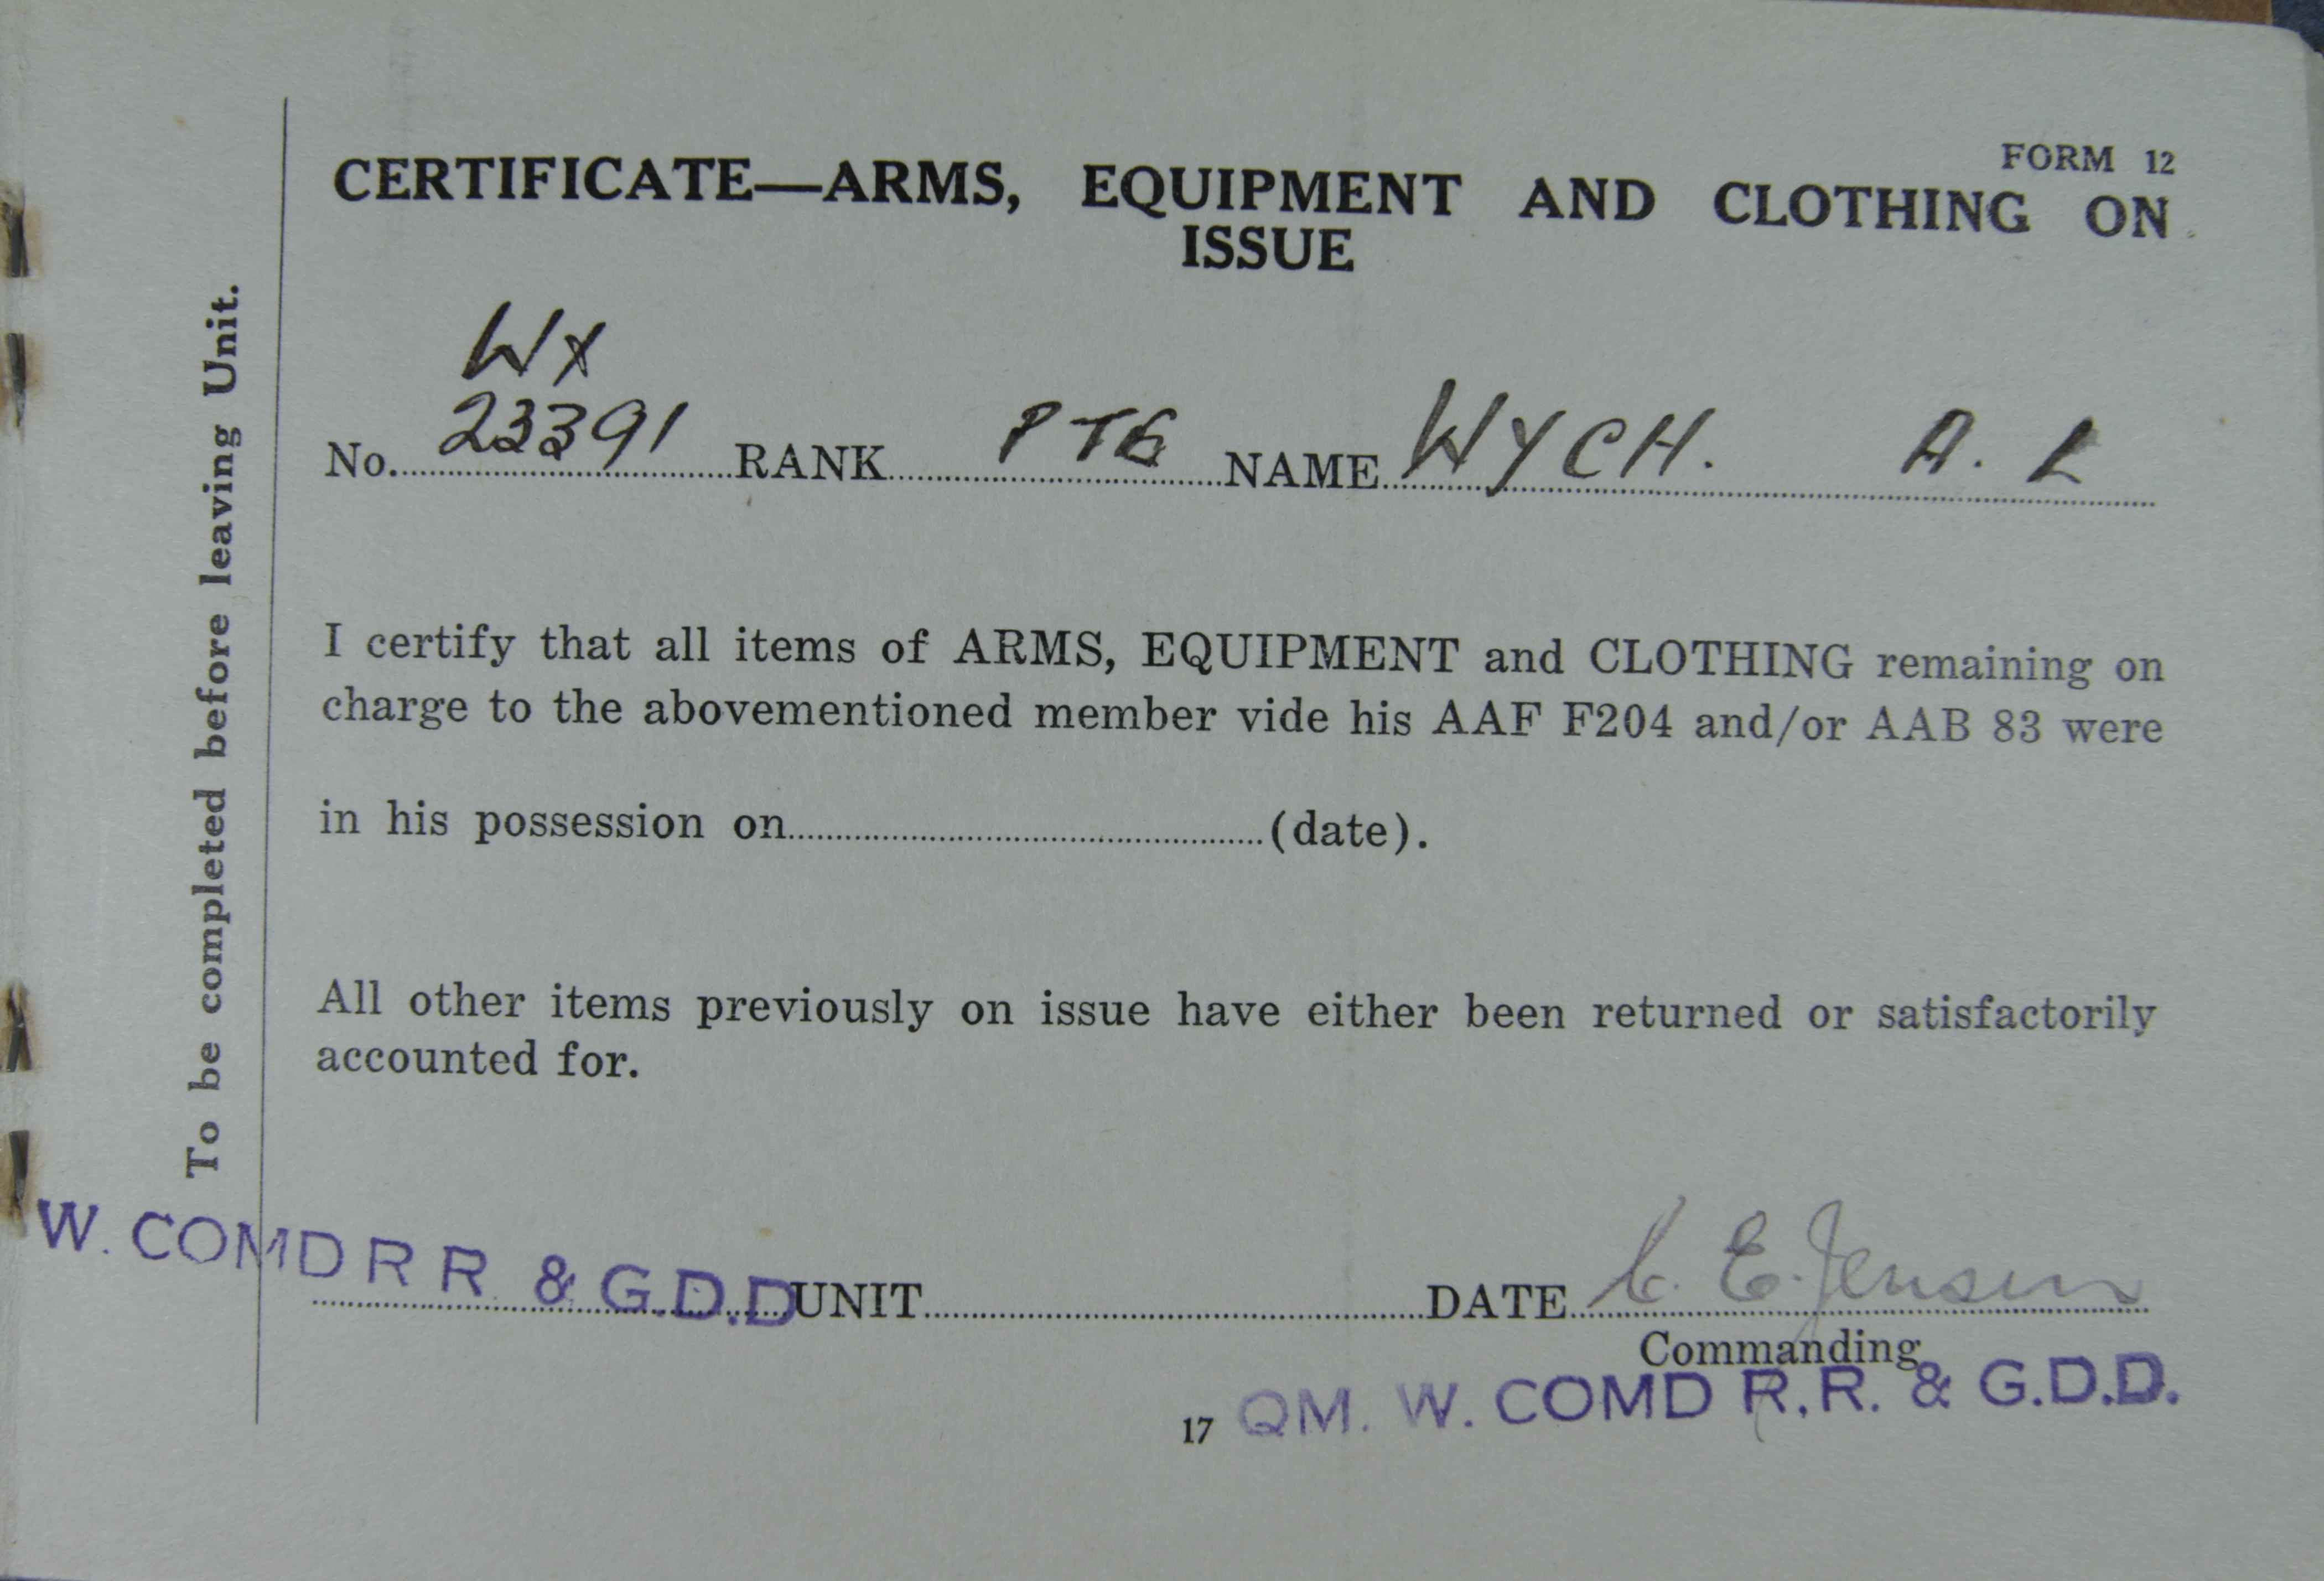 FORM 12
CERTIFICATE—ARMS, EQUIPMENT AND CLOTHING ON
ISSUE
WX
No. 23391 RANK PTE NAME WYCH. A. L
I certify that all items of ARMS, EQUIPMENT and CLOTHING remaining on
charge to the abovementioned member vide his AAF F204 and/or AAB 83 were
in his possession on (date).
All other items previously on issue have either been returned or satisfactorily
accounted for.
To be completed before leaving Unit.
W. COMD R R & G.D.D UNIT DATE C. E. Jensen
Commanding
17 QM. W. COMD R.R. & G.D.D.